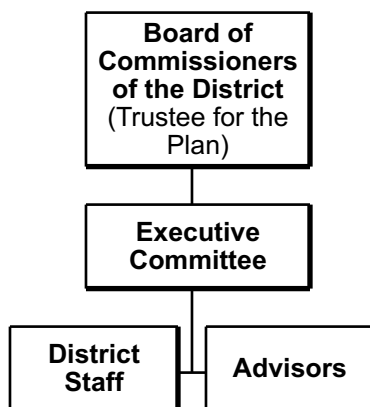 Board of
Commissioners
of the District
(Trustee for the
Plan)
Executive
Committee
District
Staff
Advisors